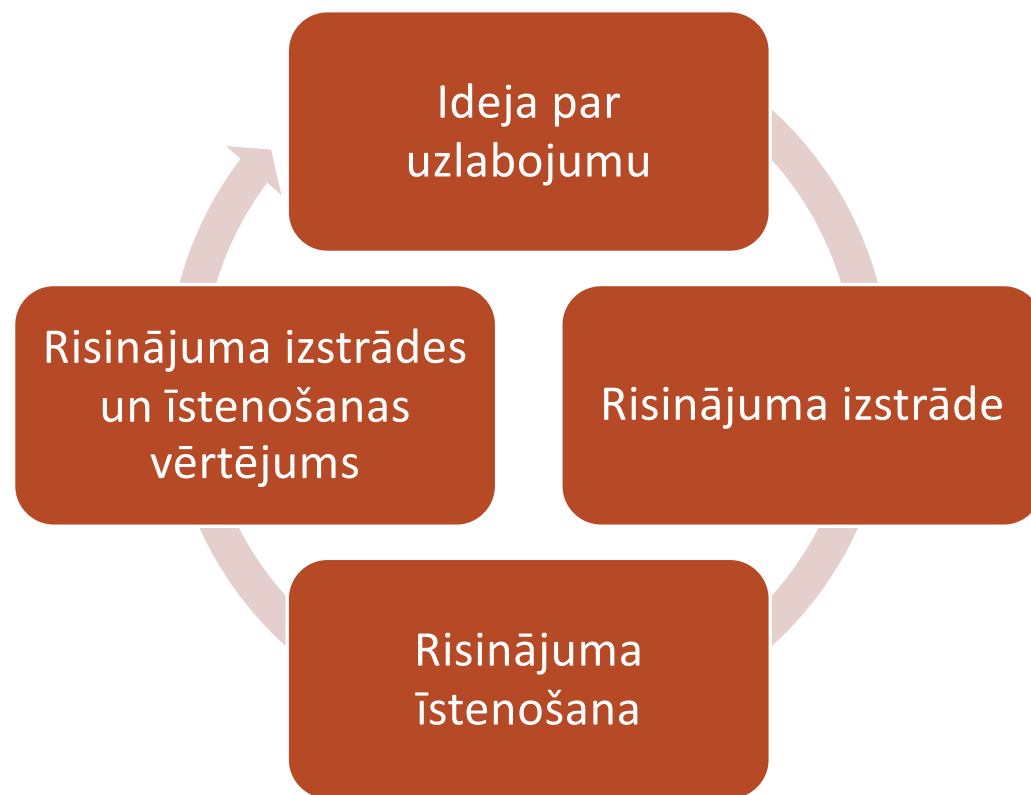 Ideja par
uzlabojumu
Risinājuma izstrāde
Risinājuma
īstenošana
Risinājuma izstrādes
un īstenošanas
vērtējums